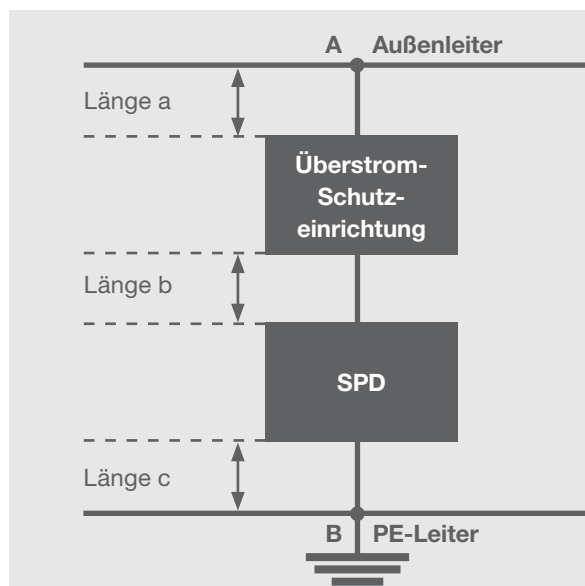 A Außenleiter
Länge a
Überstrom-
Schutz-
einrichtung
Länge b
SPD
Länge c
B PE-Leiter